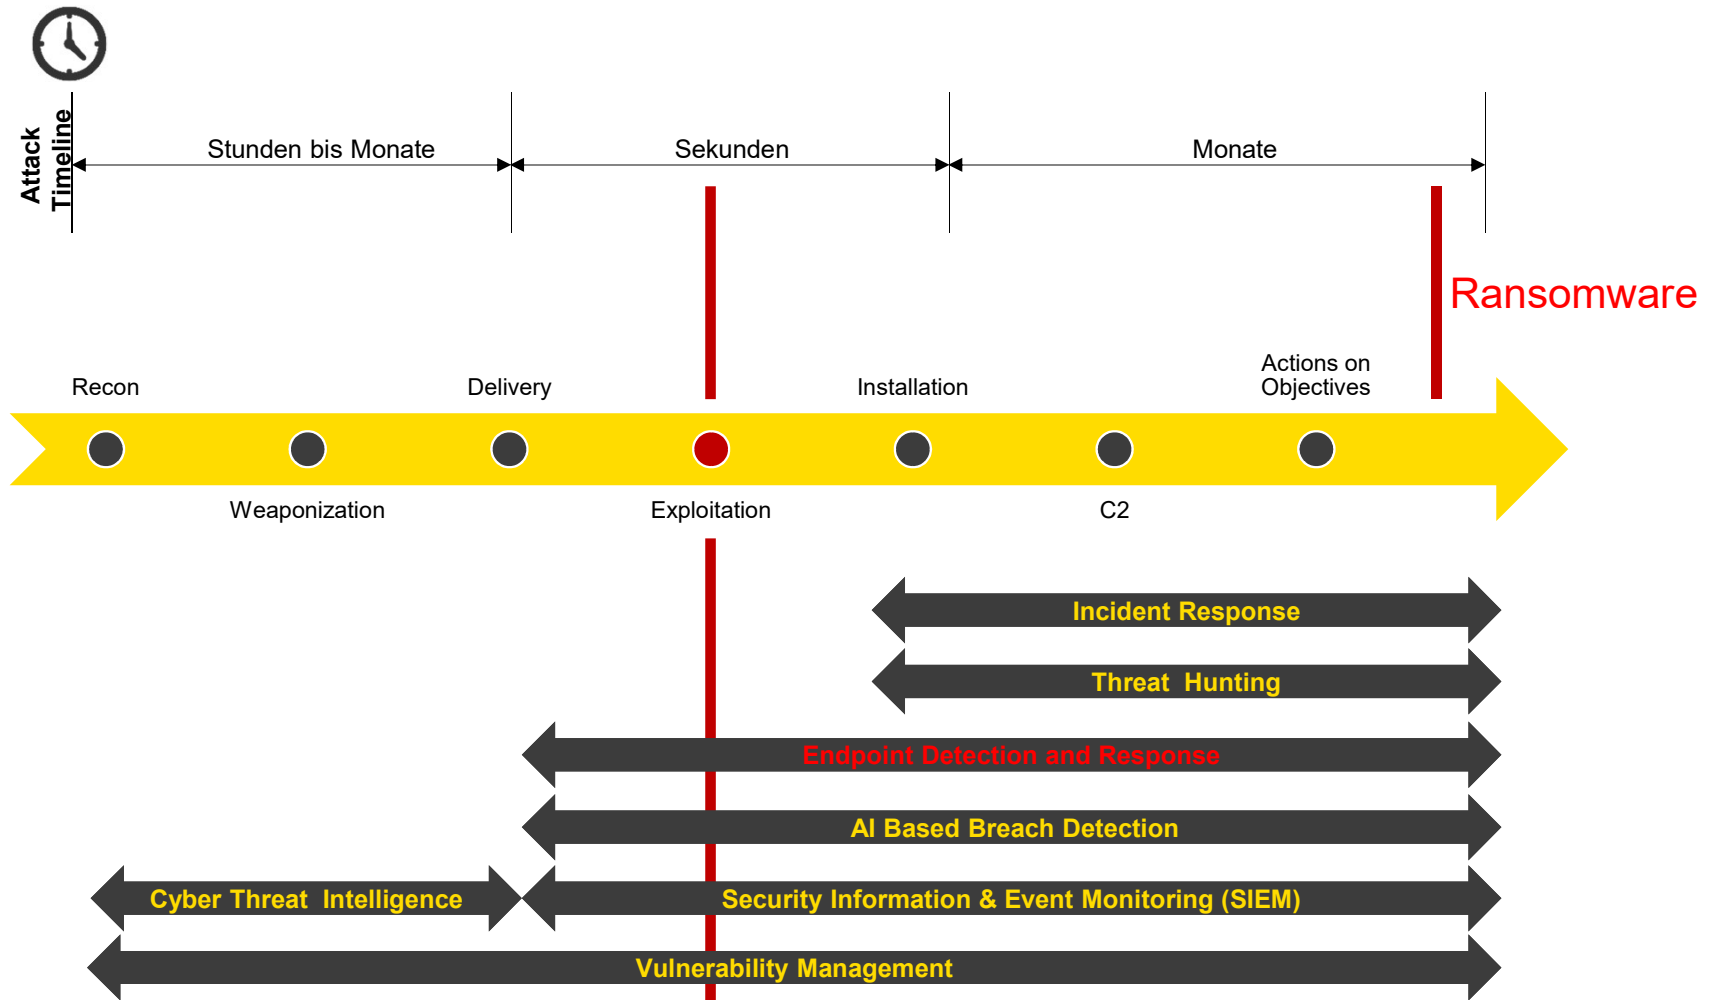 Attack
Timeline
Stunden bis Monate
Sekunden
Monate
Ransomware
Recon
Delivery
Installation
Actions on
Objectives
Weaponization
Exploitation
C2
Incident Response
Threat Hunting
Endpoint Detection and Response
AI Based Breach Detection
Cyber Threat Intelligence
Security Information & Event Monitoring (SIEM)
Vulnerability Management